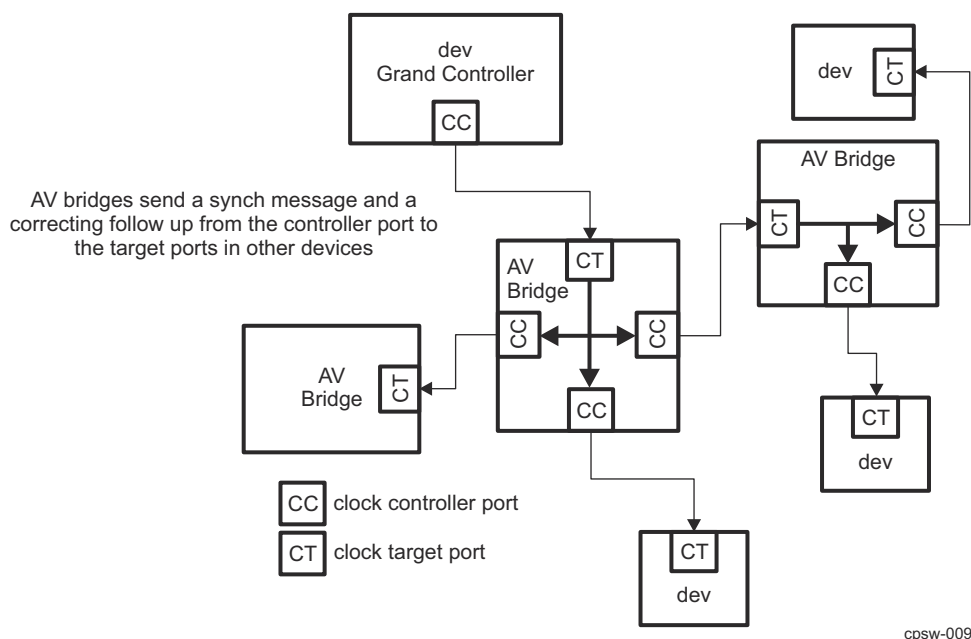 dev
Grand Controller
CC
dev
CT
AV Bridge
CT
CC
CC
AV bridges send a synch message and a
correcting follow up from the controller port to
the target ports in other devices
CT
AV
Bridge
CC
CC
CC
AV
Bridge
CT
CT
dev
CC clock controller port
CT clock target port
CT
dev
cpsw-009